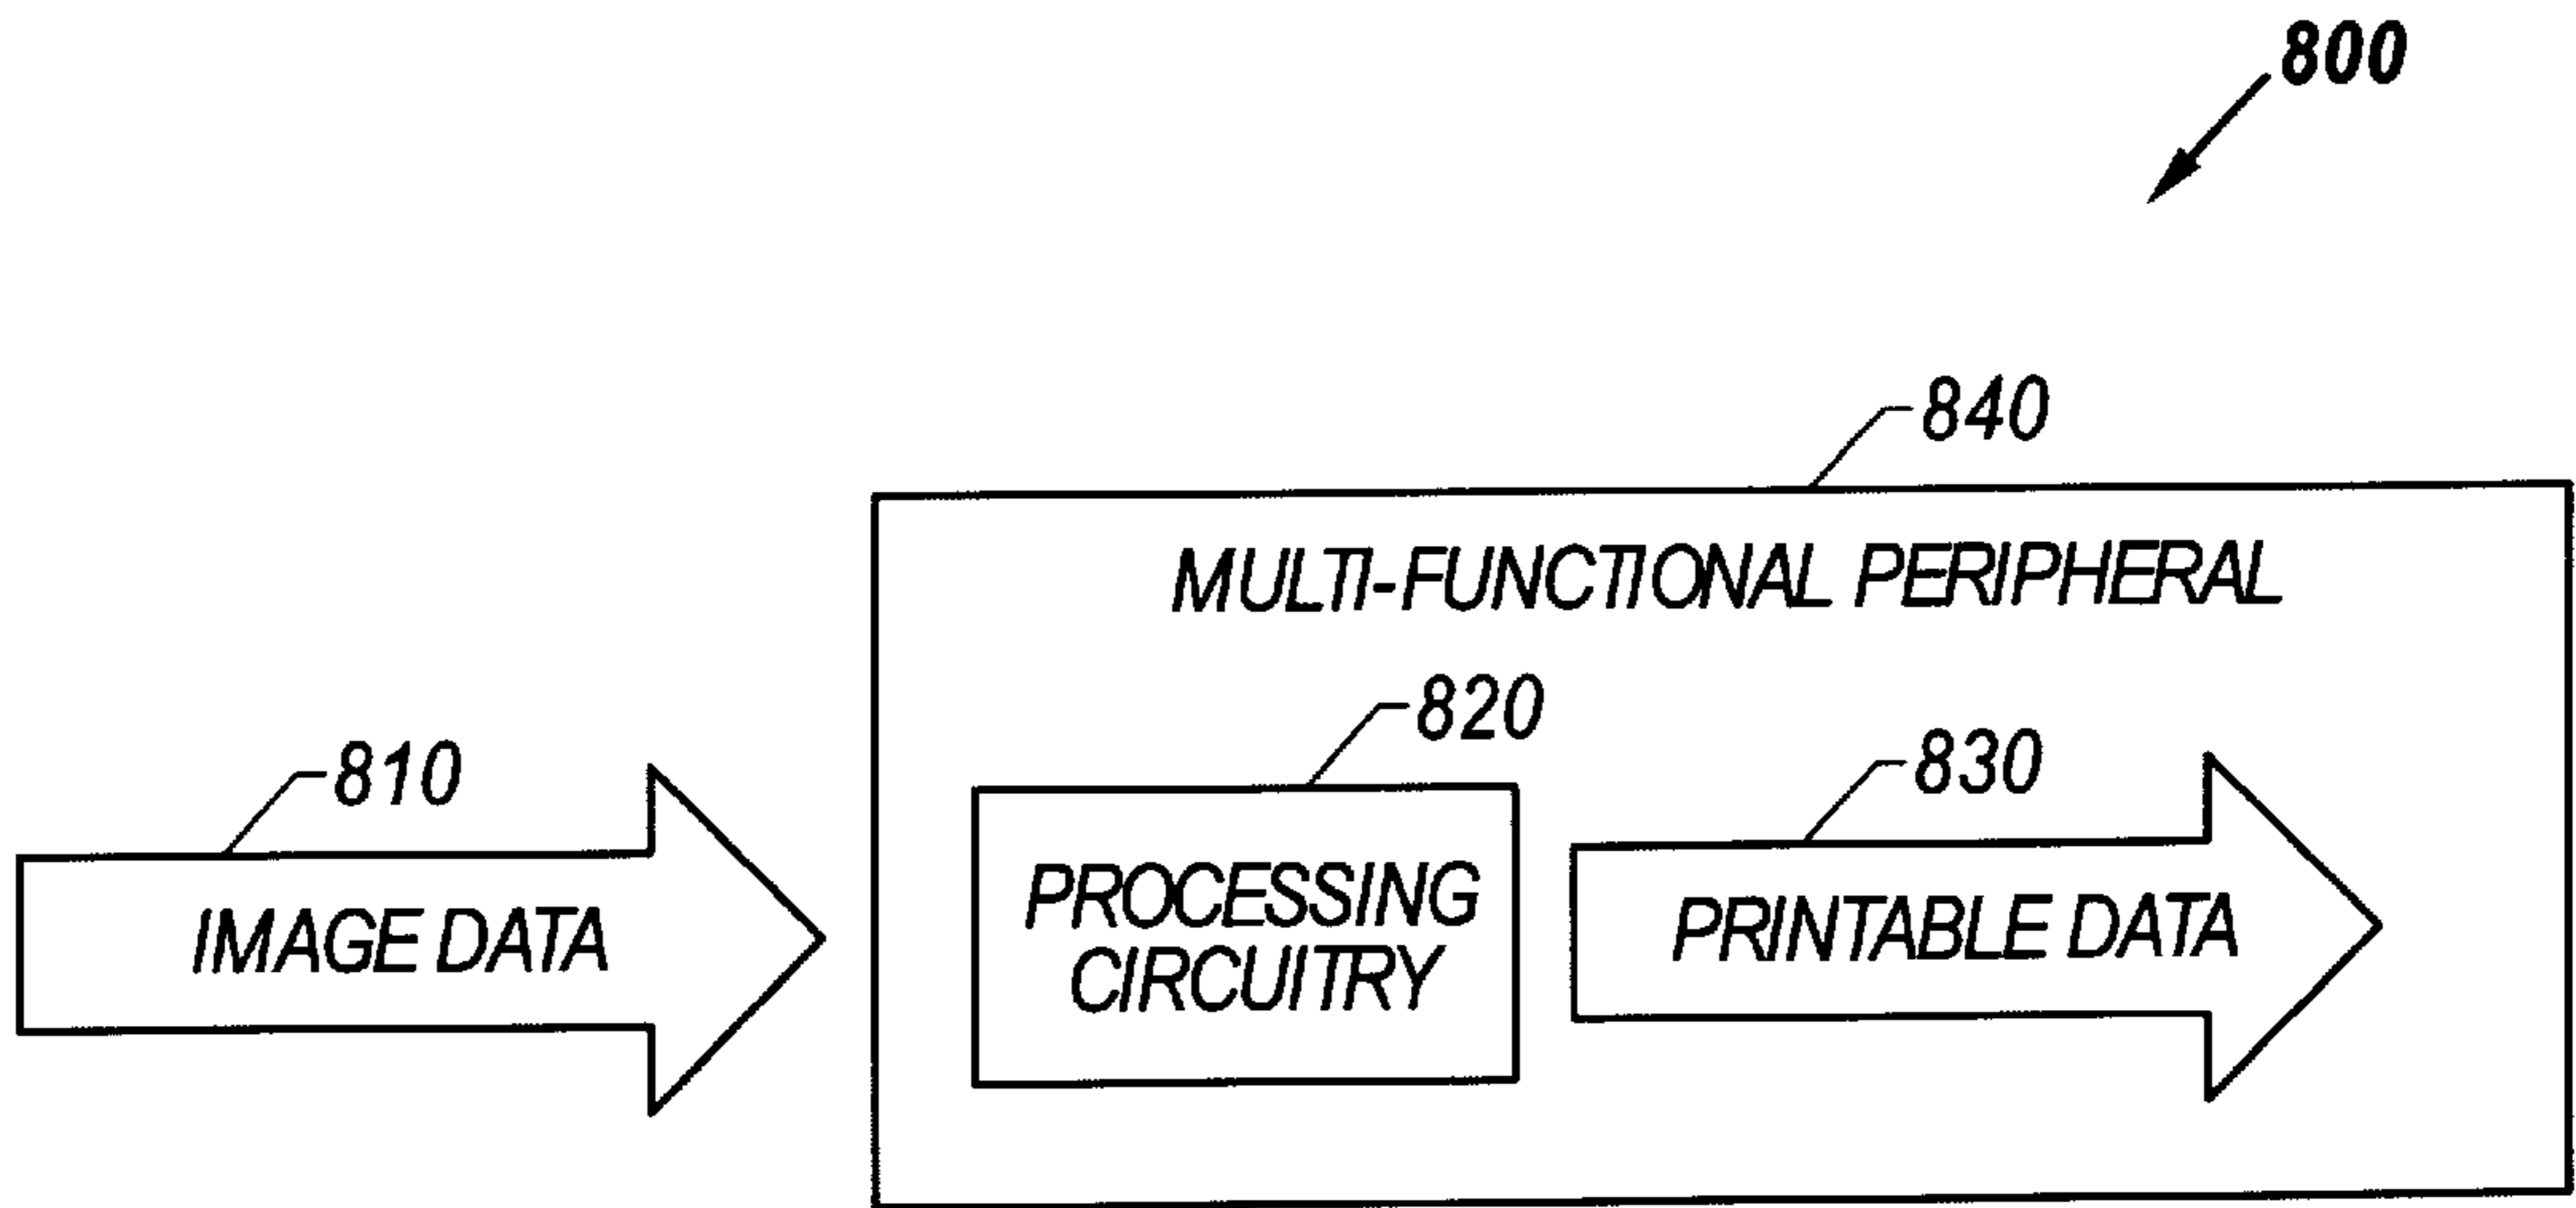 800
840
MULTI-FUNCTIONAL PERIPHERAL
820
830
810
PROCESSING
CIRCUITRY
PRINTABLE DATA
IMAGE DATA